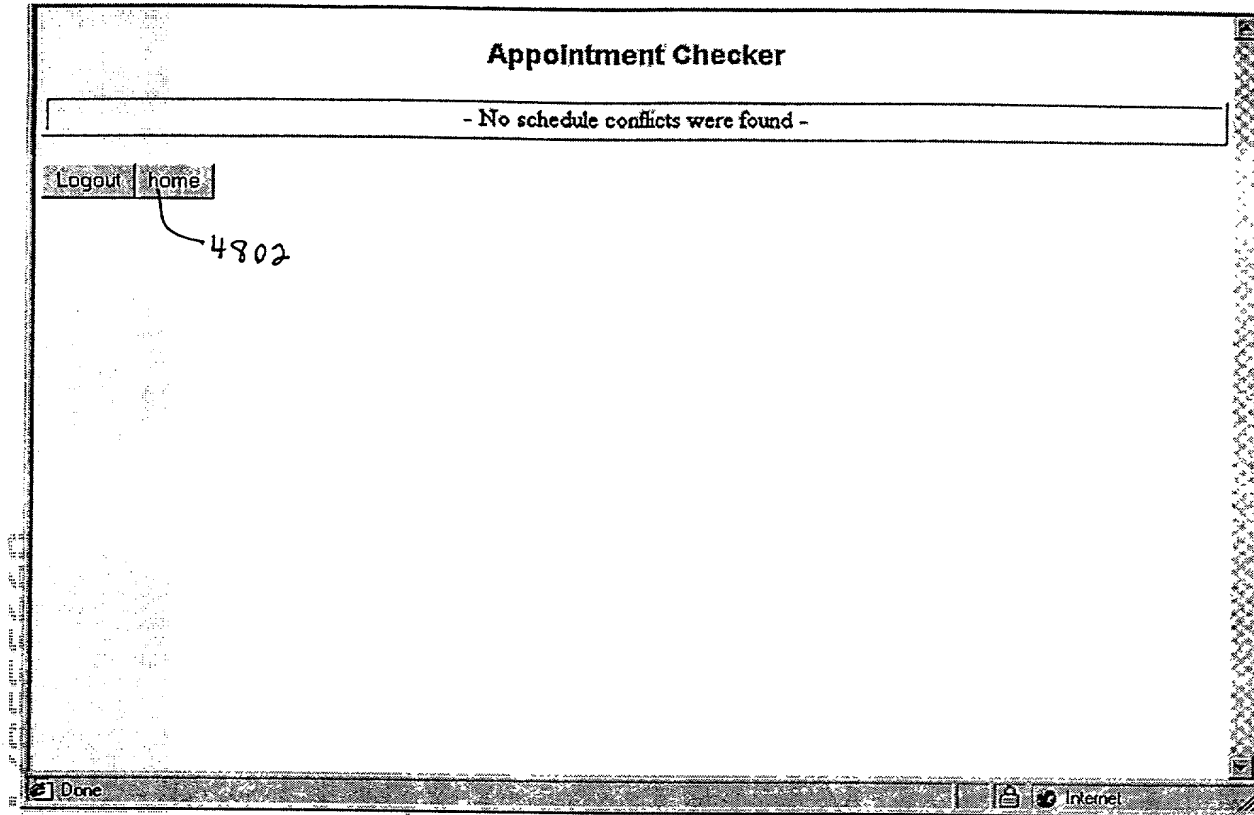 Appointment Checker
- No schedule conflicts were found -
Logout home
4802
Done Internet